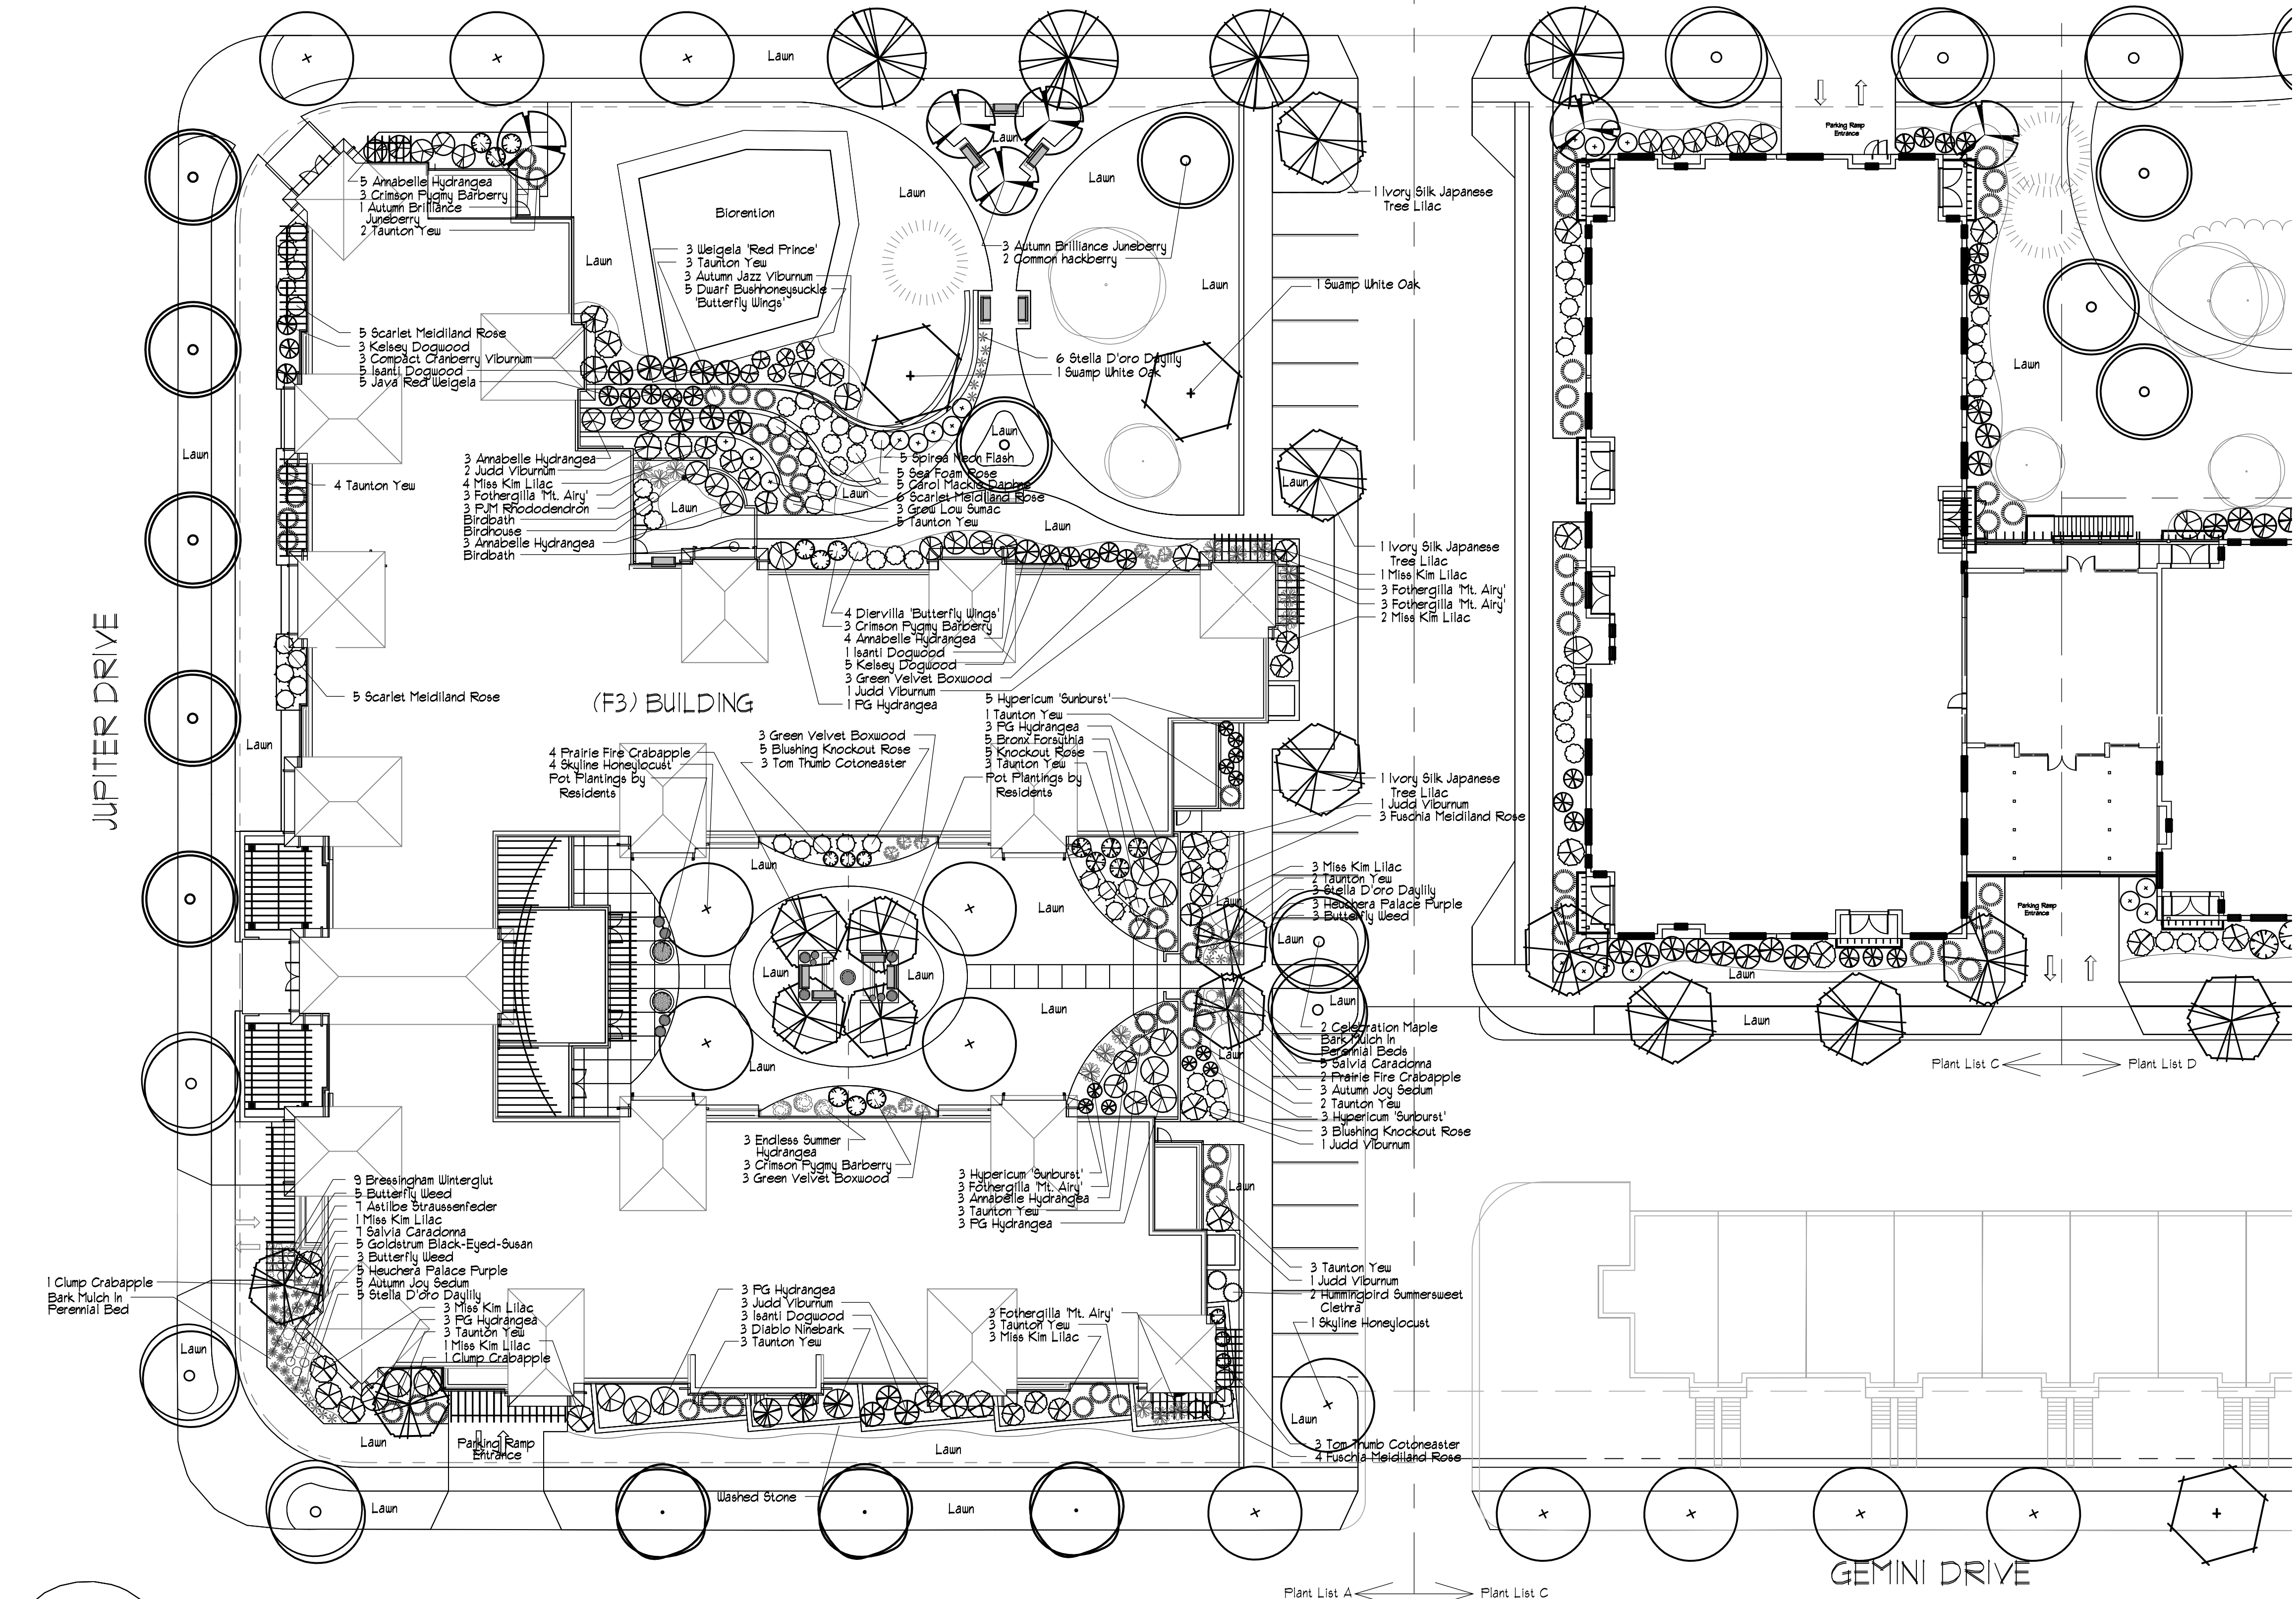 Lawn
Parking Ramp
Entrance
5 Annabelle Hydrangea
3 Crimson Pygmy Barberry
1 Autumn Brilliance
Juneberry
2 Taunton Yew
Biorention
Lawn
Lawn
Lawn
Lawn
Lawn
1 Ivory Silk Japanese
Tree Lilac
3 Weigela 'Red Prince'
3 Taunton Yew
3 Autumn Jazz Viburnum
5 Dwarf Bushhoneysuckle
'Butterfly Wings'
3 Autumn Brilliance Juneberry
2 Common hackberry
1 Swamp White Oak
5 Scarlet Meidiland Rose
3 Kelsey Dogwood
3 Compact Cranberry Viburnum
5 Isanti Dogwood
5 Java Red Weigela
6 Stella D'oro Daylily
1 Swamp White Oak
Lawn
Lawn
Lawn
4 Taunton Yew
3 Annabelle Hydrangea
2 Judd Viburnum
4 Miss Kim Lilac
3 Fothergilla 'Mt. Airy'
3 PJM Rhododendron
Birdbath
Birdhouse
3 Annabelle Hydrangea
Birdbath
Lawn
Lawn
5 Spirea Neon Flash
5 Sea Foam Rose
5 Carol Mackie Daphne
6 Scarlet Meidiland Rose
3 Grow Low Sumac
5 Taunton Yew
Lawn
Lawn
1 Ivory Silk Japanese
Tree Lilac
1 Miss Kim Lilac
3 Fothergilla 'Mt. Airy'
3 Fothergilla 'Mt. Airy'
2 Miss Kim Lilac
4 Diervilla 'Butterfly Wings'
3 Crimson Pygmy Barberry
4 Annabelle Hydrangea
1 Isanti Dogwood
5 Kelsey Dogwood
3 Green Velvet Boxwood
1 Judd Viburnum
1 PG Hydrangea
JUPITER DRIVE
5 Scarlet Meidiland Rose
(F3) BUILDING
Lawn
5 Hypericum 'Sunburst'
1 Taunton Yew
3 PG Hydrangea
5 Bronx Forsythia
5 Knockout Rose
3 Taunton Yew
Pot Plantings by
Residents
3 Green Velvet Boxwood
5 Blushing Knockout Rose
3 Tom Thumb Cotoneaster
4 Prairie Fire Crabapple
4 Skyline Honeylocust
Pot Plantings by
Residents
1 Ivory Silk Japanese
Tree Lilac
1 Judd Viburnum
3 Fuschia Meidiland Rose
3 Miss Kim Lilac
2 Taunton Yew
3 Stella D'oro Daylily
3 Heuchera Palace Purple
3 Butterfly Weed
Lawn
Lawn
Lawn
Lawn
Lawn
Lawn
Lawn
Lawn
Lawn
Lawn
Lawn
Parking Ramp
Entrance
Lawn
2 Celebration Maple
Bark Mulch In
Perennial Beds
5 Salvia Caradonna
2 Prairie Fire Crabapple
3 Autumn Joy Sedum
2 Taunton Yew
3 Hypericum 'Sunburst'
3 Blushing Knockout Rose
1 Judd Viburnum
Plant List C
Plant List D
3 Endless Summer
Hydrangea
3 Crimson Pygmy Barberry
3 Green Velvet Boxwood
3 Hypericum 'Sunburst'
3 Fothergilla 'Mt. Airy'
3 Annabelle Hydrangea
3 Taunton Yew
3 PG Hydrangea
Lawn
9 Bressingham Winterglut
5 Butterfly Weed
7 Astilbe Straussenfeder
1 Miss Kim Lilac
7 Salvia Caradonna
5 Goldstrum Black-Eyed-Susan
3 Butterfly Weed
5 Heuchera Palace Purple
5 Autumn Joy Sedum
5 Stella D'oro Daylily
1 Clump Crabapple
Bark Mulch In
Perennial Bed
3 Miss Kim Lilac
3 PG Hydrangea
3 Taunton Yew
1 Miss Kim Lilac
1 Clump Crabapple
3 PG Hydrangea
3 Judd Viburnum
3 Isanti Dogwood
3 Diablo Ninebark
3 Taunton Yew
3 Fothergilla 'Mt. Airy'
3 Taunton Yew
3 Miss Kim Lilac
3 Taunton Yew
1 Judd Viburnum
2 Hummingbird Summersweet
Clethra
1 Skyline Honeylocust
Lawn
Lawn
Lawn
Parking Ramp
Entrance
Lawn
3 Tom Thumb Cotoneaster
4 Fuschia Meidiland Rose
Washed Stone
Lawn
Lawn
GEMINI DRIVE
Plant List A
Plant List C